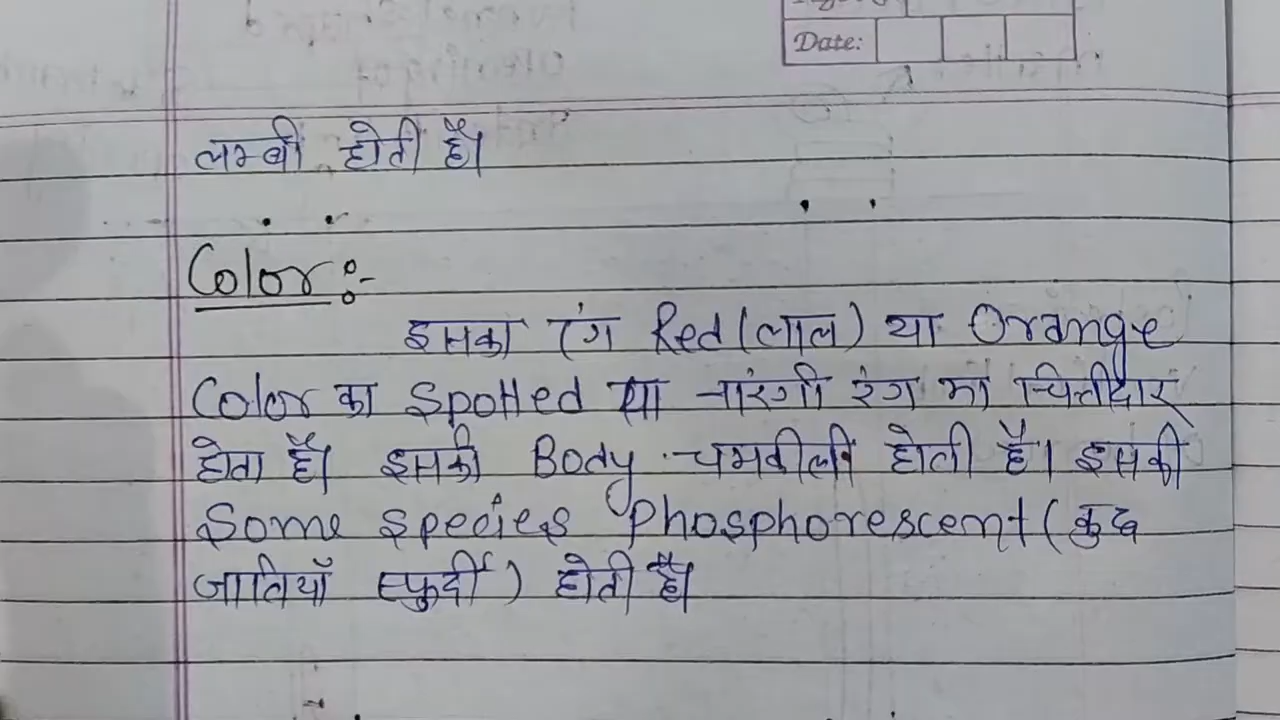 Date:
लम्बी होती है।
Color :-
इसका रंग Red (लाल) या Orange
Color का Spotted या नारंगी रंग का चित्तीदार
होता है। इसकी Body चमकीली होती है। इसकी
Some species Phosphorescent (कुछ
जातियाँ स्फुर्दी) होती है।